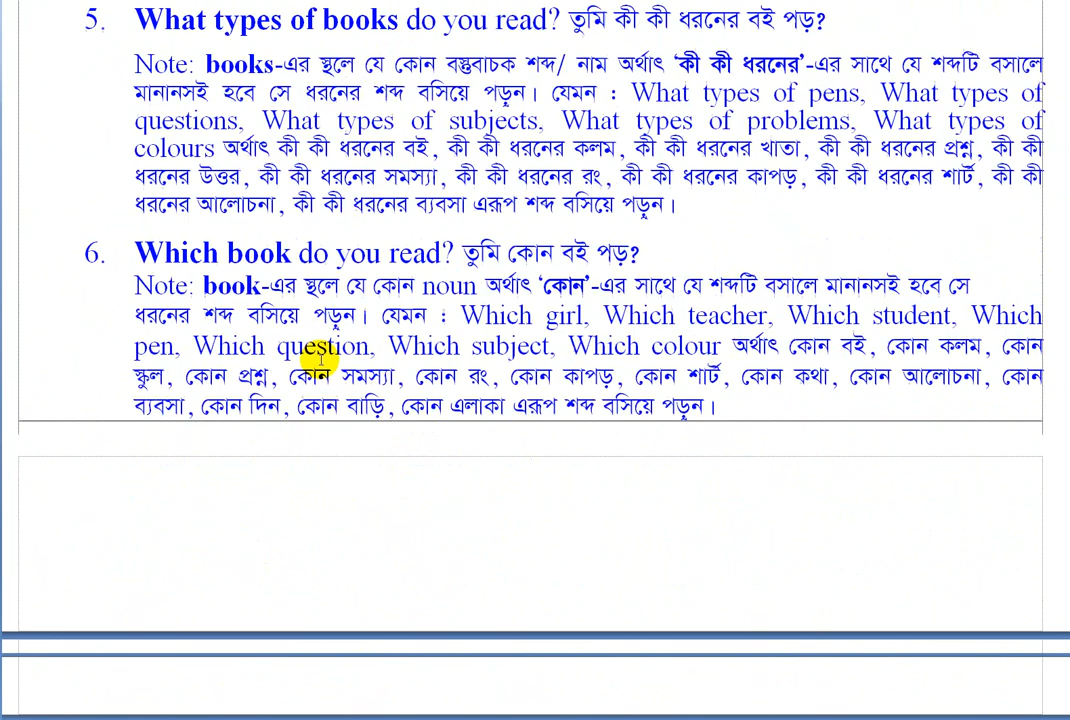 5. What types of books do you read? তুমি কী কী ধরনের বই পড়?
Note: books-এর স্থলে যে কোন বস্তুবাচক শব্দ/ নাম অর্থাৎ ‘কী কী ধরনের’-এর সাথে যে শব্দটি বসালে
মানানসই হবে সে ধরনের শব্দ বসিয়ে পড়ুন। যেমন : What types of pens, What types of
questions, What types of subjects, What types of problems, What types of
colours অর্থাৎ কী কী ধরনের বই, কী কী ধরনের কলম, কী কী ধরনের খাতা, কী কী ধরনের প্রশ্ন, কী কী
ধরনের উত্তর, কী কী ধরনের সমস্যা, কী কী ধরনের রং, কী কী ধরনের কাপড়, কী কী ধরনের শার্ট, কী কী
ধরনের আলোচনা, কী কী ধরনের ব্যবসা এরূপ শব্দ বসিয়ে পড়ুন।
6. Which book do you read? তুমি কোন বই পড়?
Note: book-এর স্থলে যে কোন noun অর্থাৎ ‘কোন’-এর সাথে যে শব্দটি বসালে মানানসই হবে সে
ধরনের শব্দ বসিয়ে পড়ুন। যেমন : Which girl, Which teacher, Which student, Which
pen, Which question, Which subject, Which colour অর্থাৎ কোন বই, কোন কলম, কোন
স্কুল, কোন প্রশ্ন, কোন সমস্যা, কোন রং, কোন কাপড়, কোন শার্ট, কোন কথা, কোন আলোচনা, কোন
ব্যবসা, কোন দিন, কোন বাড়ি, কোন এলাকা এরূপ শব্দ বসিয়ে পড়ুন।